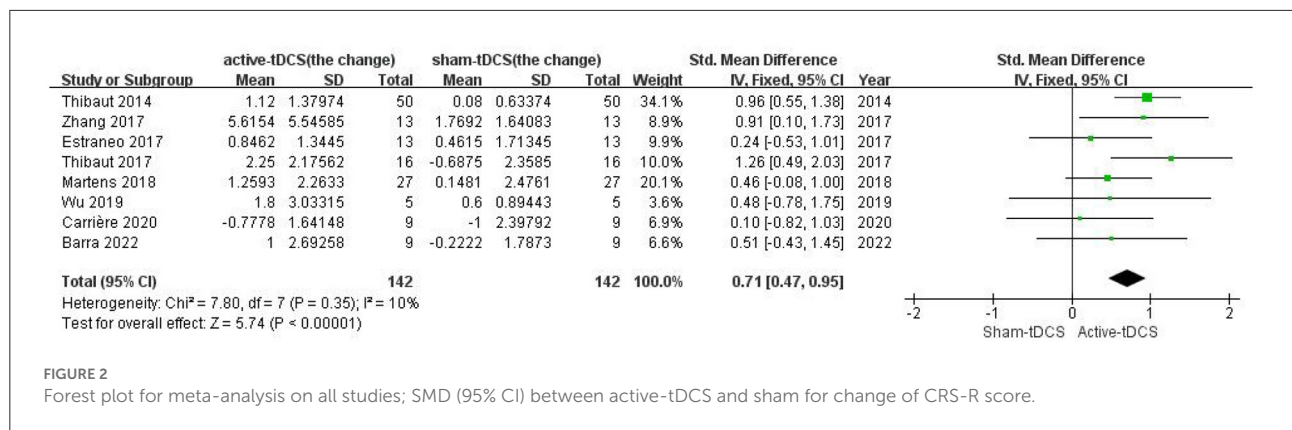 active-tDCS(the change) sham-tDCS(the change) Std. Mean Difference Std. Mean Difference
Study or Subgroup Mean SD Total Mean SD Total Weight IV, Fixed, 95% CI Year IV, Fixed, 95% CI
Thibaut 2014 1.12 1.37974 50 0.08 0.63374 50 34.1% 0.96 [0.55, 1.38] 2014
Zhang 2017 5.6154 5.54585 13 1.7692 1.64083 13 8.9% 0.91 [0.10, 1.73] 2017
Estraneo 2017 0.8462 1.3445 13 0.4615 1.71345 13 9.9% 0.24 [-0.53, 1.01] 2017
Thibaut 2017 2.25 2.17562 16 -0.6875 2.3585 16 10.0% 1.26 [0.49, 2.03] 2017
Martens 2018 1.2593 2.2633 27 0.1481 2.4761 27 20.1% 0.46 [-0.08, 1.00] 2018
Wu 2019 1.8 3.03315 5 0.6 0.89443 5 3.6% 0.48 [-0.78, 1.75] 2019
Carrière 2020 -0.7778 1.64148 9 -1 2.39792 9 6.9% 0.10 [-0.82, 1.03] 2020
Barra 2022 1 2.69258 9 -0.2222 1.7873 9 6.6% 0.51 [-0.43, 1.45] 2022
Total (95% CI) 142 142 100.0% 0.71 [0.47, 0.95]
Heterogeneity: Chi² = 7.80, df = 7 (P = 0.35); I² = 10%
Test for overall effect: Z = 5.74 (P < 0.00001)
-2 -1 0 1 2
Sham-tDCS Active-tDCS
FIGURE 2
Forest plot for meta-analysis on all studies; SMD (95% CI) between active-tDCS and sham for change of CRS-R score.